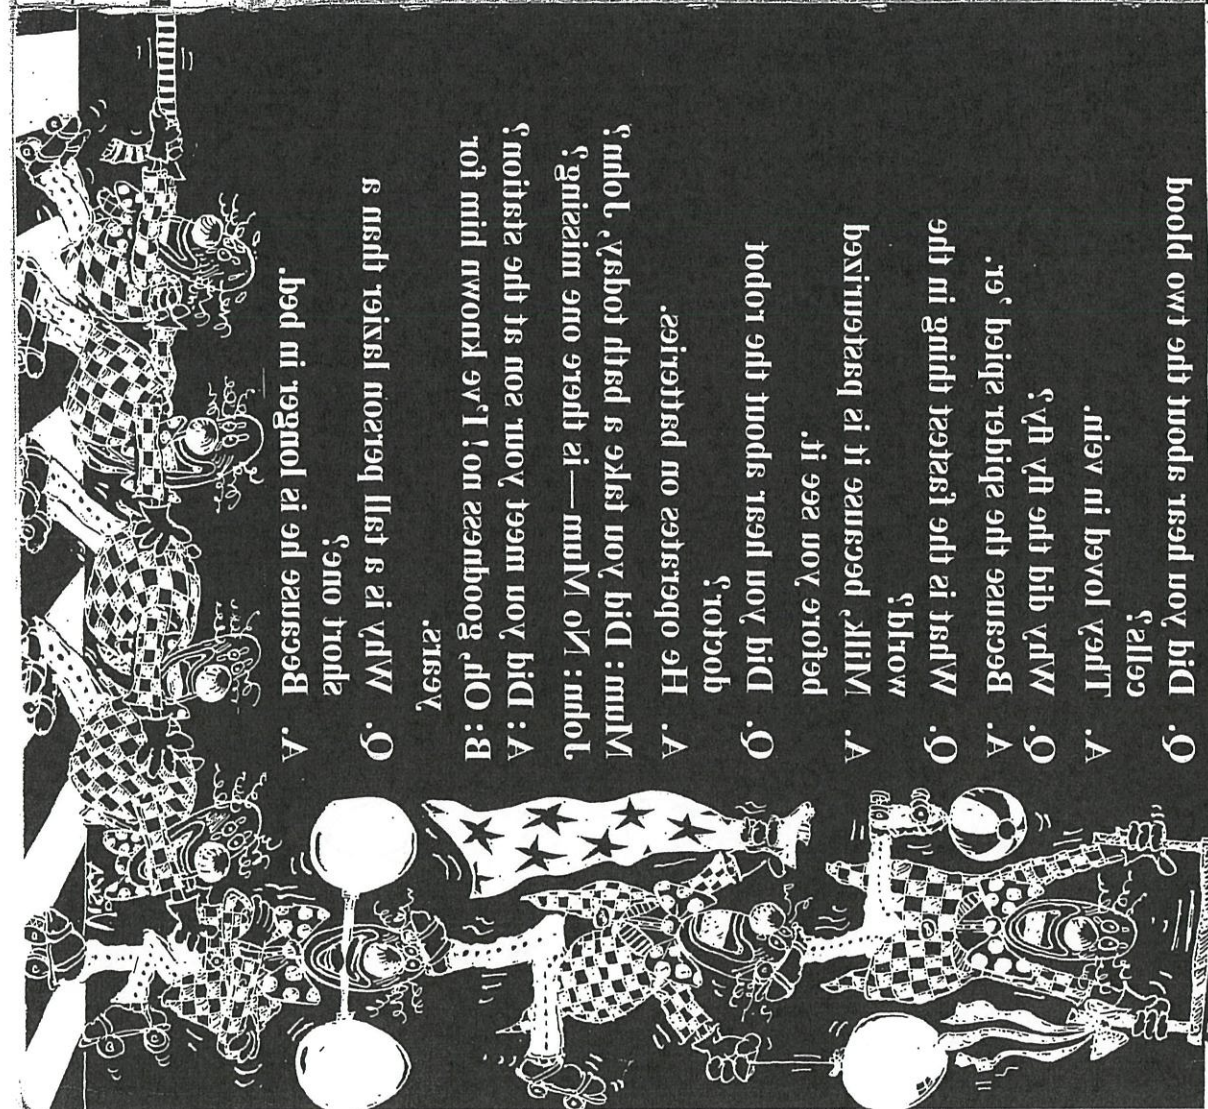 Q. Did you hear about the two blood
cells?
A. They loved in vein.
Q. Why did the fly fly?
A. Because the spider spied 'er.
Q. What is the fastest thing in the
world?
A. Milk, because it is pasteurized
before you see it.
Q. Did you hear about the robot
doctor?
A. He operates on batteries.
Mum: Did you take a bath today, John?
John: No Mum—is there one missing?
A: Did you meet your son at the station?
B: Oh, goodness no! I've known him for
years.
Q. Why is a tall person lazier than a
short one?
A. Because he is longer in bed.